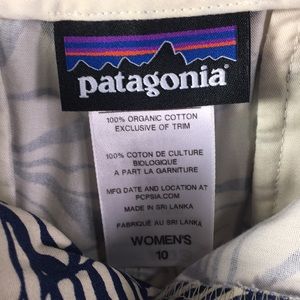 patagonia
100% ORGANIC COTTON
EXCLUSIVE OF TRIM
100% COTON DE CULTURE
BIOLOGIQUE
A PART LA GARNITURE
MFG DATE AND LOCATION AT
PCPSIA.COM
MADE IN SRI LANKA
FABRIQUÉ AU SRI LANKA
WOMEN'S
10